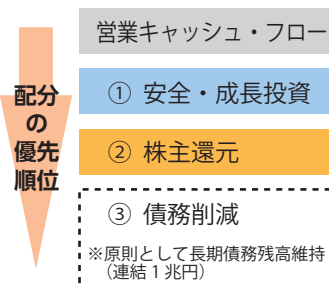 営業キャッシュ・フロー
配分
の
優先
順位
① 安全・成長投資
② 株主還元
③ 債務削減
※原則として長期債務残高維持
（連結 1 兆円）